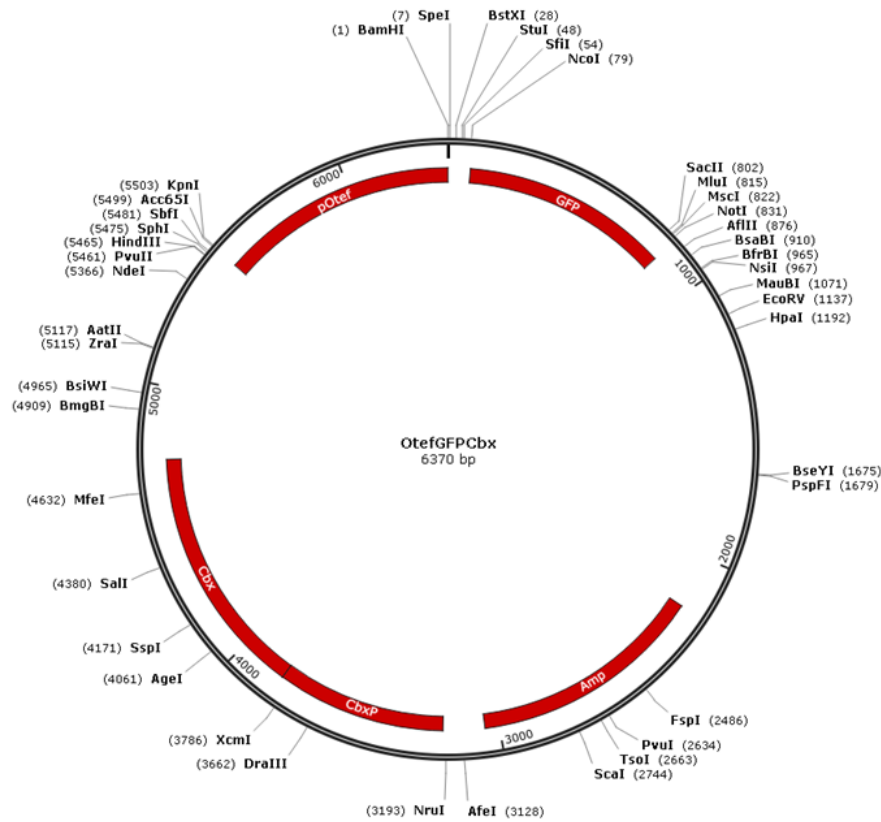 (7) SpeI
(1) BamHI
BstXI (28)
StuI (48)
SfiI (54)
NcoI (79)
SacII (802)
MluI (815)
MscI (822)
NotI (831)
AflII (876)
BsaBI (910)
BfrBI (965)
NsiI (967)
MauBI (1071)
EcoRV (1137)
HpaI (1192)
BseYI (1675)
PspFI (1679)
FspI (2486)
PvuI (2634)
TsoI (2663)
ScaI (2744)
AfeI (3128)
(3193) NruI
(3662) DraIII
(3786) XcmI
(4061) AgeI
(4171) SspI
(4380) SalI
(4632) MfeI
(4909) BmgBI
(4965) BsiWI
(5115) ZraI
(5117) AatII
(5366) NdeI
(5461) PvuII
(5465) HindIII
(5475) SphI
(5481) SbfI
(5499) Acc65I
(5503) KpnI
6000
1000
2000
3000
4000
5000
pOtef
GFP
Amp
CbxP
Cbx
OtefGFPCbx
6370 bp